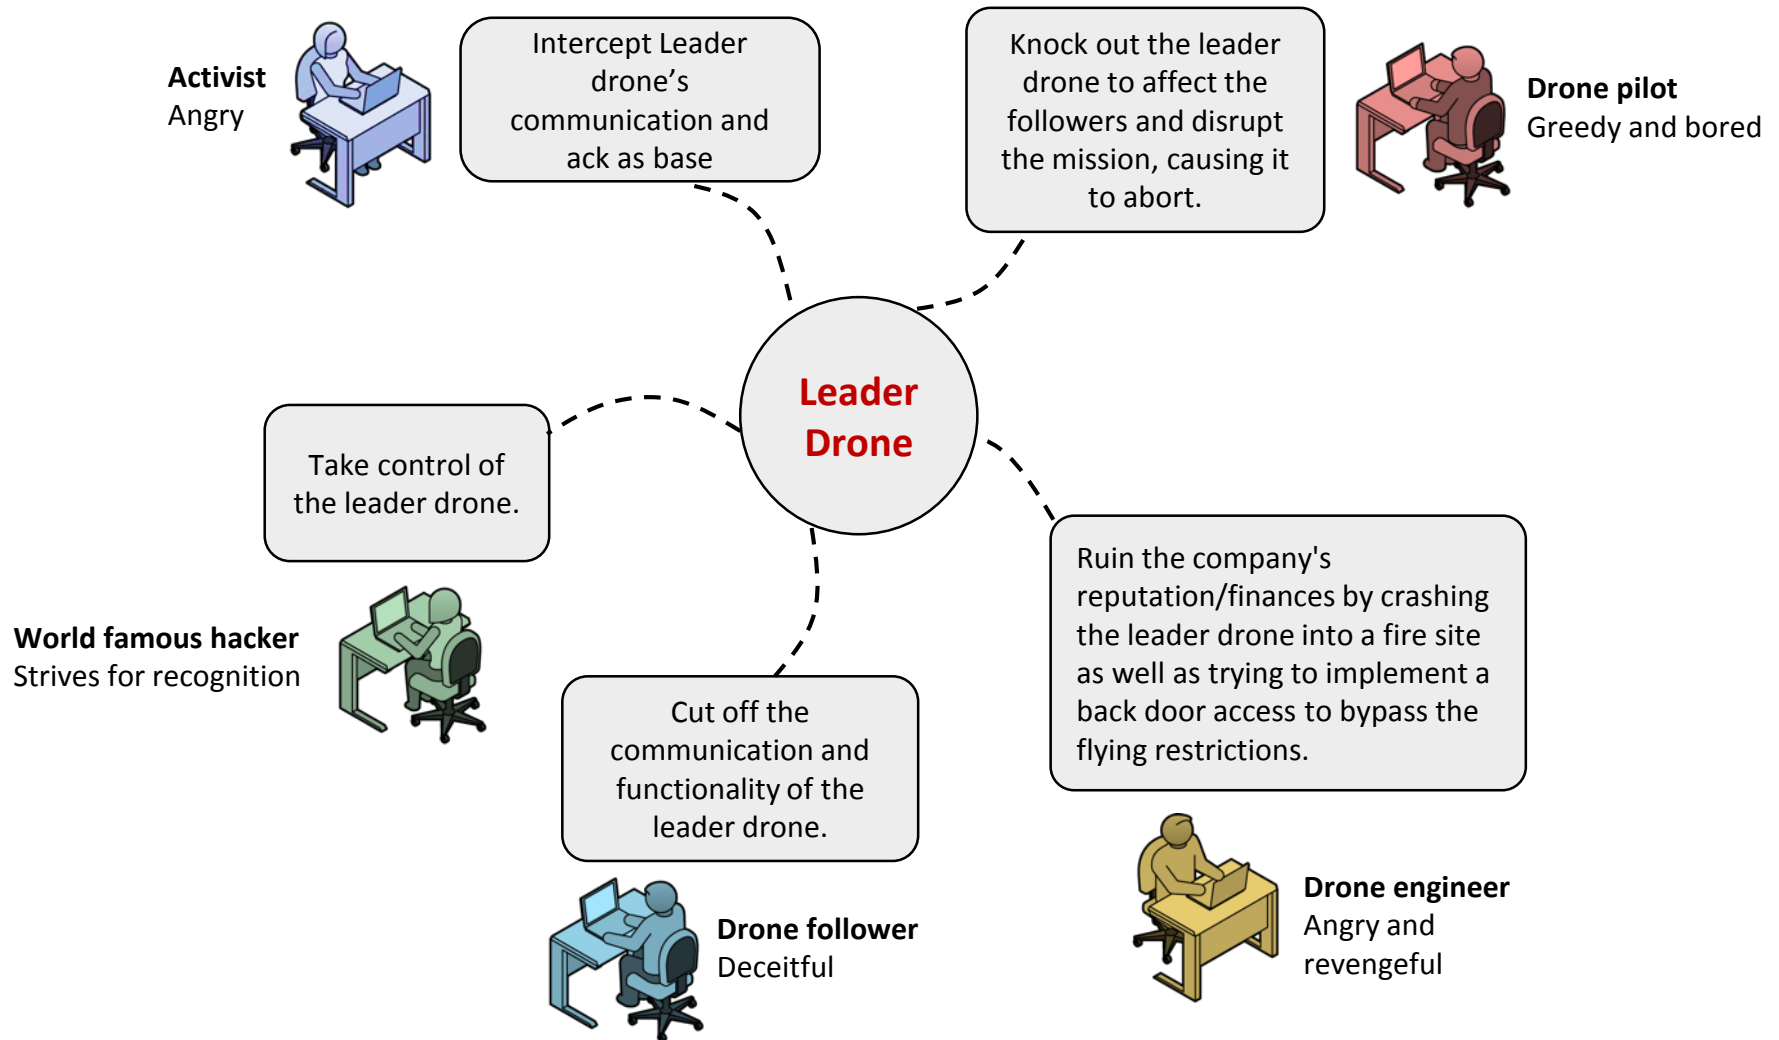 Activist
Angry
Intercept Leader
drone’s
communication and
ack as base
Knock out the leader
drone to affect the
followers and disrupt
the mission, causing it
to abort.
Drone pilot
Greedy and bored
Leader
Drone
Take control of
the leader drone.
World famous hacker
Strives for recognition
Cut off the
communication and
functionality of the
leader drone.
Drone follower
Deceitful
Ruin the company's
reputation/finances by crashing
the leader drone into a fire site
as well as trying to implement a
back door access to bypass the
flying restrictions.
Drone engineer
Angry and
revengeful